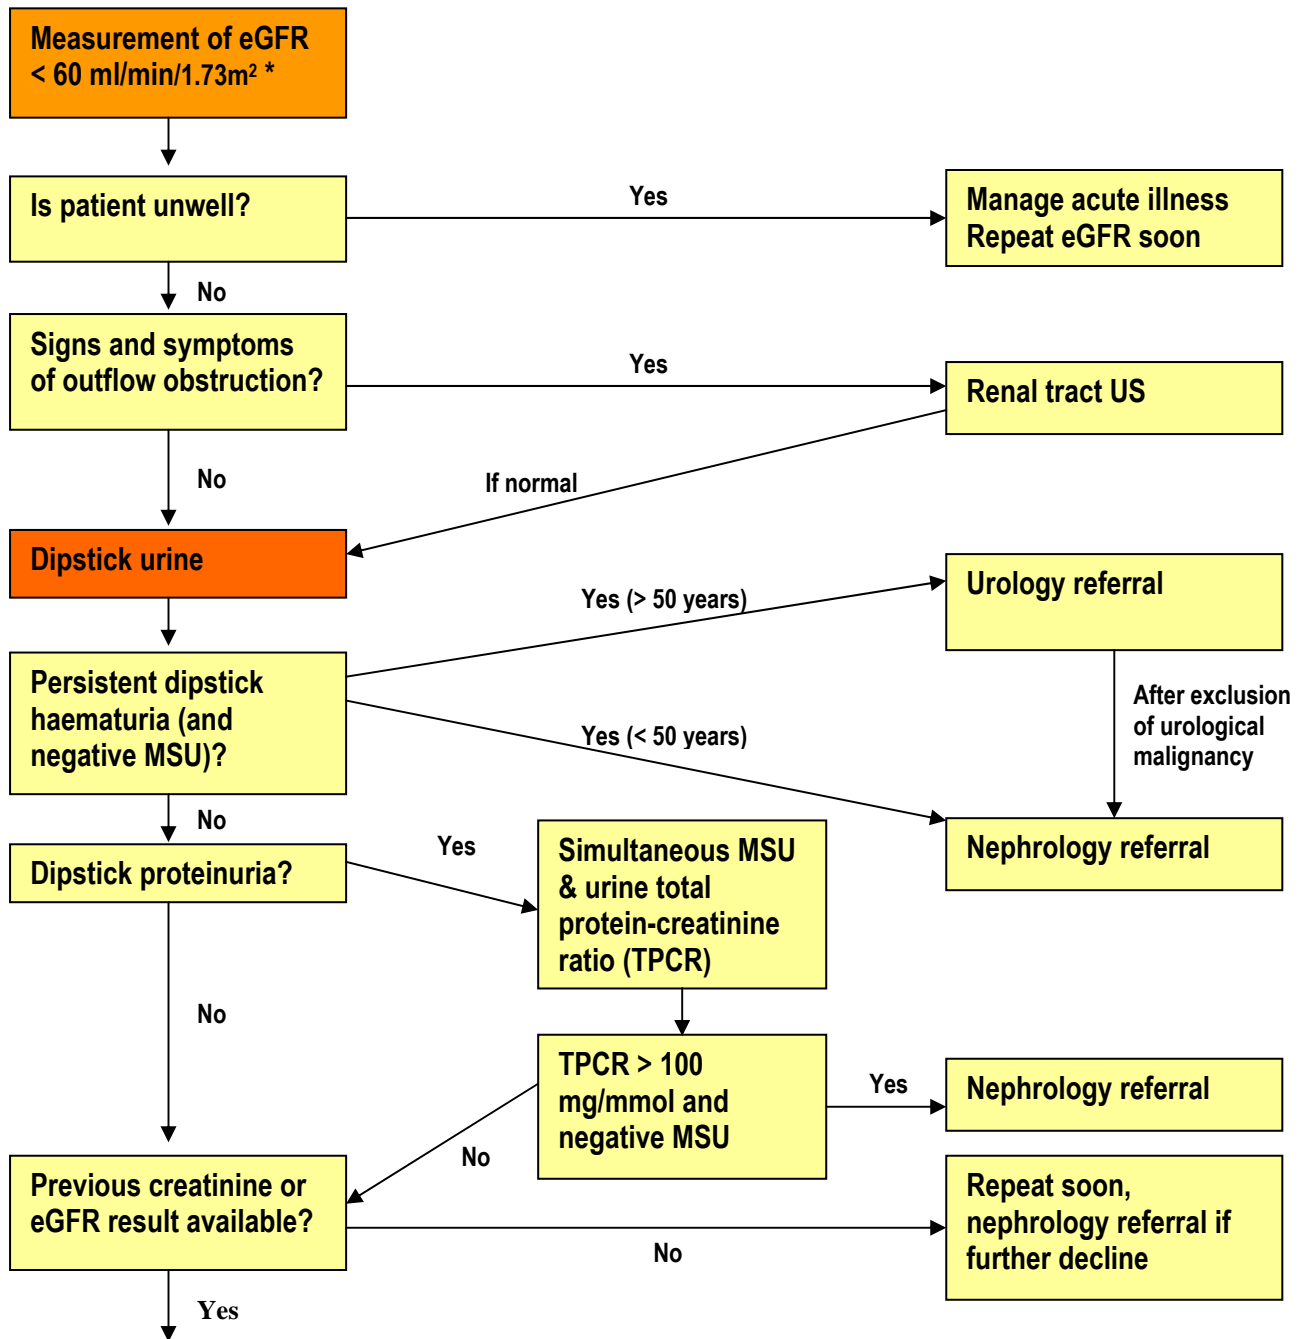 Measurement of eGFR
< 60 ml/min/1.73m² *
Is patient unwell?
Yes
Manage acute illness
Repeat eGFR soon
No
Signs and symptoms
of outflow obstruction?
Yes
Renal tract US
No
If normal
Dipstick urine
Yes (> 50 years)
Urology referral
Persistent dipstick
haematuria (and
negative MSU)?
Yes (< 50 years)
After exclusion
of urological
malignancy
No
Nephrology referral
Dipstick proteinuria?
Yes
Simultaneous MSU
& urine total
protein-creatinine
ratio (TPCR)
No
TPCR > 100
mg/mmol and
negative MSU
Yes
Nephrology referral
No
Previous creatinine or
eGFR result available?
No
Repeat soon,
nephrology referral if
further decline
Yes